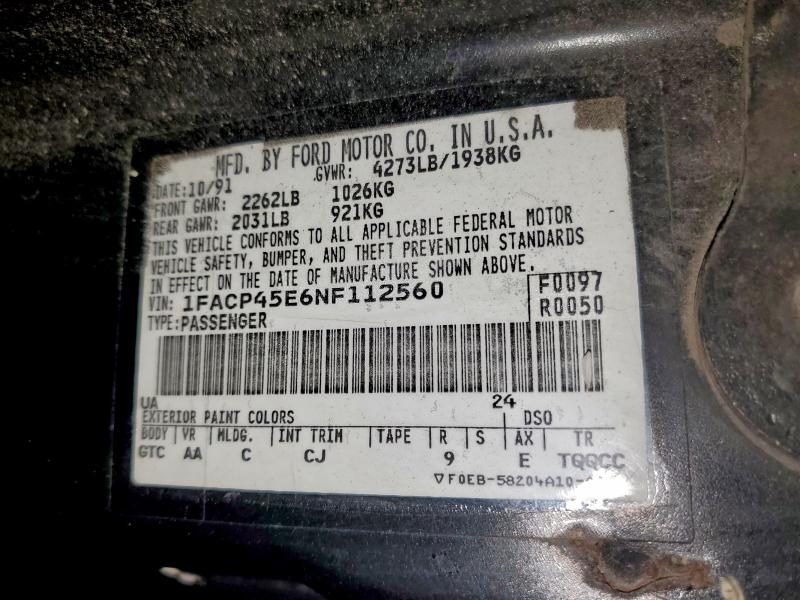 MFD. BY FORD MOTOR CO. IN U.S.A.
DATE: 10/91 GVWR: 4273LB/1938KG
FRONT GAWR: 2262LB 1026KG
REAR GAWR: 2031LB 921KG
THIS VEHICLE CONFORMS TO ALL APPLICABLE FEDERAL MOTOR
VEHICLE SAFETY, BUMPER, AND THEFT PREVENTION STANDARDS
IN EFFECT ON THE DATE OF MANUFACTURE SHOWN ABOVE.
VIN: 1FACP45E6NF112560 F0097
TYPE: PASSENGER R0050
UA 24
EXTERIOR PAINT COLORS DSO
BODY VR MLDG. INT TRIM TAPE R S AX TR
GTC AA C CJ 9 E
▽F0EB-58204A10-